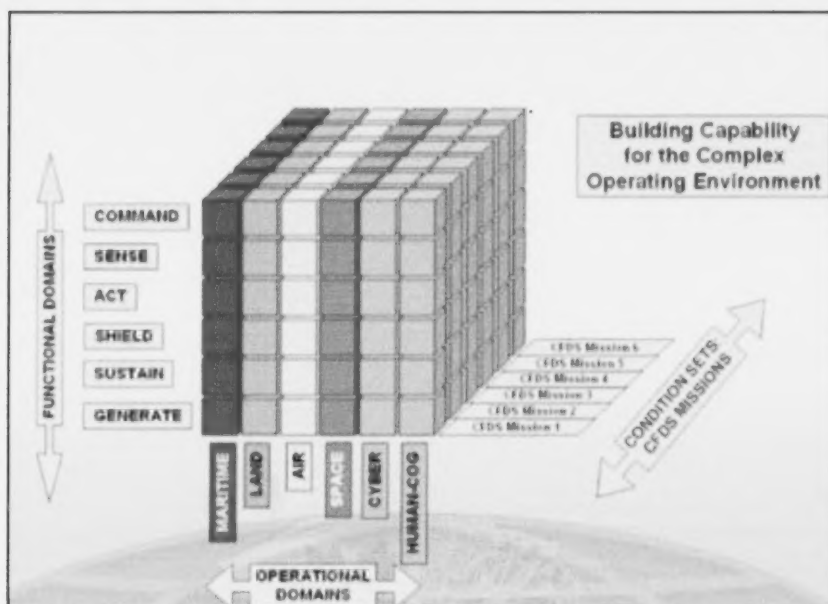 Building Capability
for the Complex
Operating Environment
FUNCTIONAL DOMAINS
COMMAND
SENSE
ACT
SHIELD
SUSTAIN
GENERATE
CFDS Mission 6
CFDS Mission 5
CFDS Mission 4
CFDS Mission 3
CFDS Mission 2
CFDS Mission 1
CONDITION SETS
CFDS MISSIONS
MARITIME
LAND
AIR
SPACE
CYBER
HUMAN-COG
OPERATIONAL
DOMAINS